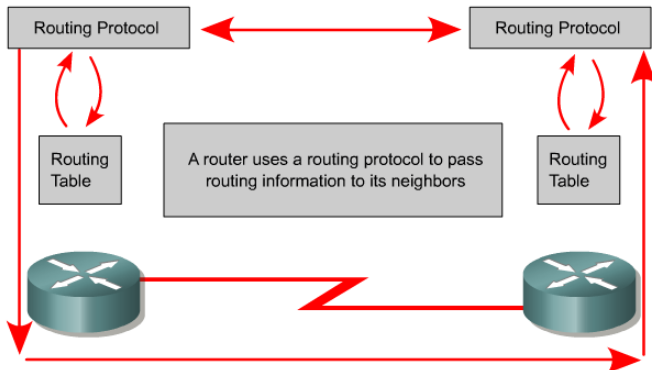 Routing Protocol
Routing Protocol
Routing
Table
A router uses a routing protocol to pass
routing information to its neighbors
Routing
Table